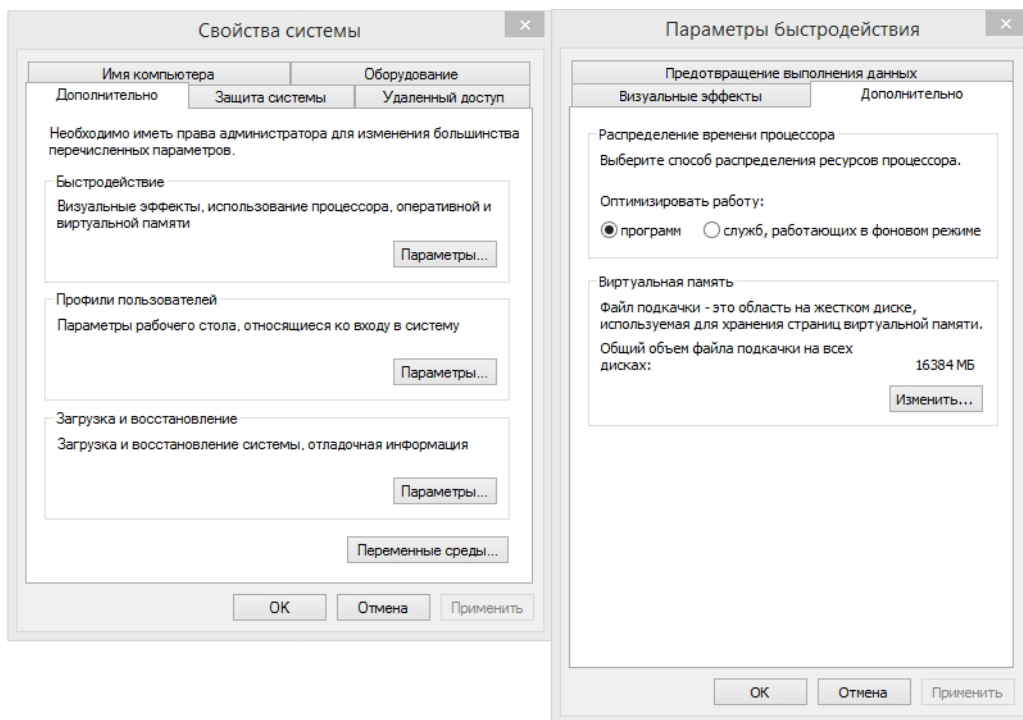 Свойства системы
Имя компьютера
Оборудование
Дополнительно
Защита системы
Удаленный доступ
Необходимо иметь права администратора для изменения большинства
перечисленных параметров.
Быстродействие
Визуальные эффекты, использование процессора, оперативной и
виртуальной памяти
Параметры...
Профили пользователей
Параметры рабочего стола, относящиеся ко входу в систему
Параметры...
Загрузка и восстановление
Загрузка и восстановление системы, отладочная информация
Параметры...
Переменные среды...
OK
Отмена
Применить
Параметры быстродействия
Предотвращение выполнения данных
Визуальные эффекты
Дополнительно
Распределение времени процессора
Выберите способ распределения ресурсов процессора.
Оптимизировать работу:
программ
служб, работающих в фоновом режиме
Виртуальная память
Файл подкачки - это область на жестком диске,
используемая для хранения страниц виртуальной памяти.
Общий объем файла подкачки на всех
дисках:
16384 МБ
Изменить...
OK
Отмена
Применить